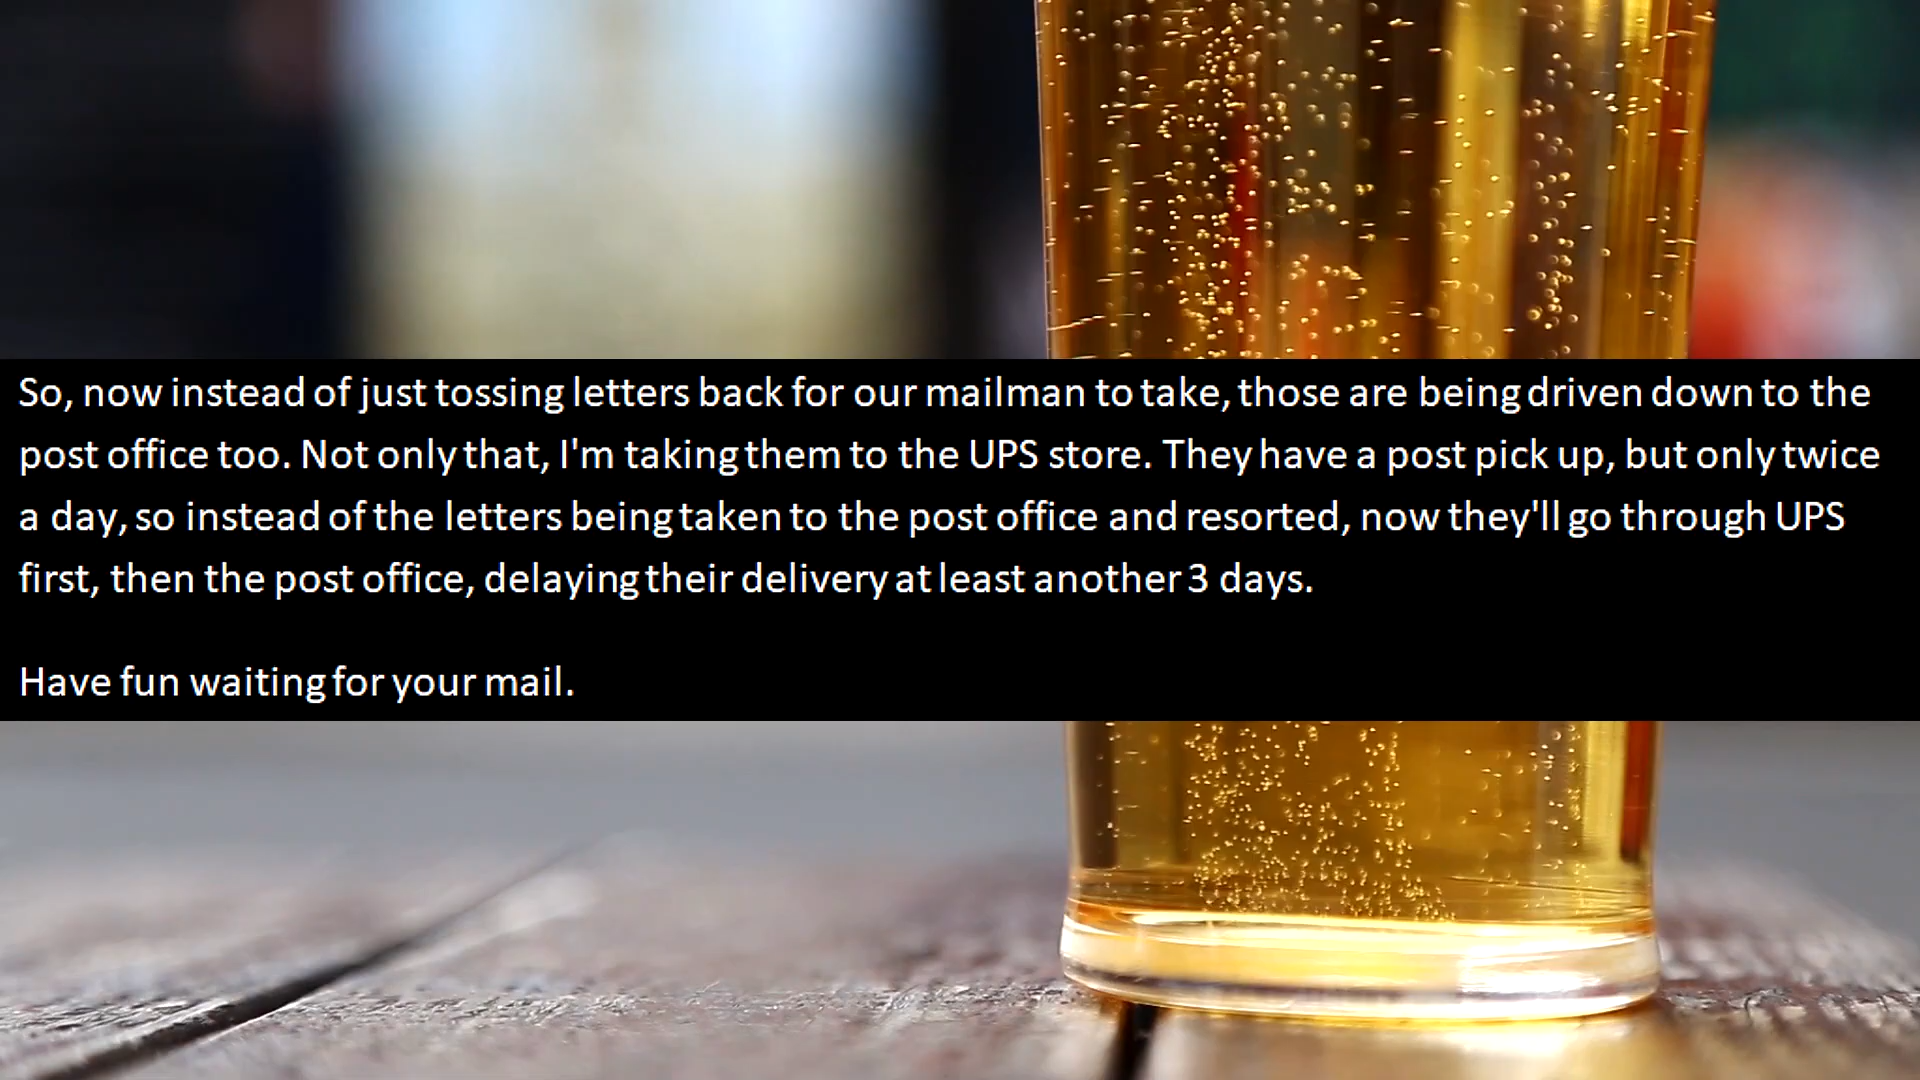 So, now instead of just tossing letters back for our mailman to take, those are being driven down to the
post office too. Not only that, I'm taking them to the UPS store. They have a post pick up, but only twice
a day, so instead of the letters being taken to the post office and resorted, now they'll go through UPS
first, then the post office, delaying their delivery at least another 3 days.
Have fun waiting for your mail.